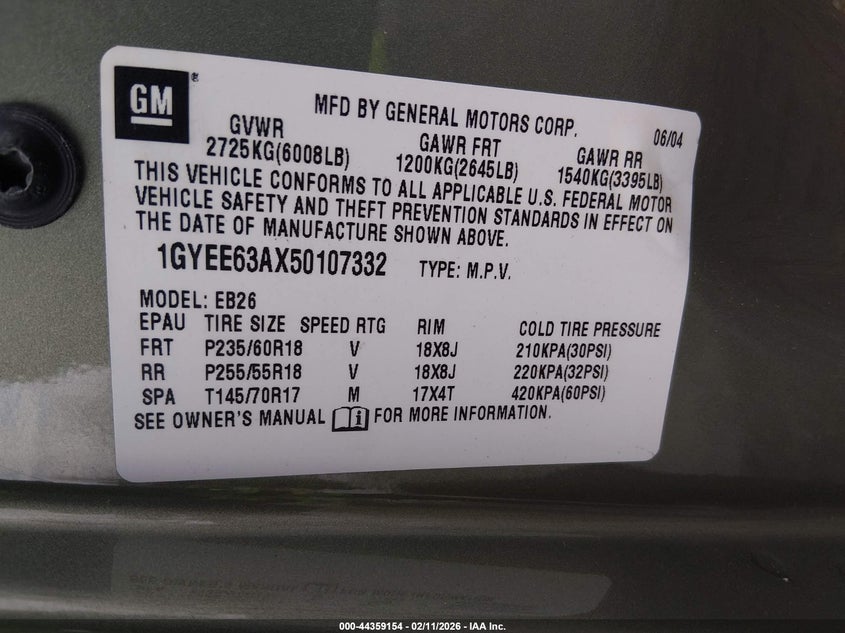 GM®
MFD BY GENERAL MOTORS CORP. 06/04
GVWR GAWR FRT GAWR RR
2725KG(6008LB) 1200KG(2645LB) 1540KG(3395LB)
THIS VEHICLE CONFORMS TO ALL APPLICABLE U.S. FEDERAL MOTOR
VEHICLE SAFETY AND THEFT PREVENTION STANDARDS IN EFFECT ON
THE DATE OF MANUFACTURE SHOWN ABOVE.
1GYEE63AX50107332 TYPE: M.P.V.
MODEL: EB26
EPAU TIRE SIZE SPEED RTG RIM COLD TIRE PRESSURE
FRT P235/60R18 V 18X8J 210KPA(30PSI)
RR P255/55R18 V 18X8J 220KPA(32PSI)
SPA T145/70R17 M 17X4T 420KPA(60PSI)
SEE OWNER'S MANUAL i FOR MORE INFORMATION.
000-44359154 - 02/11/2026 - IAA Inc.